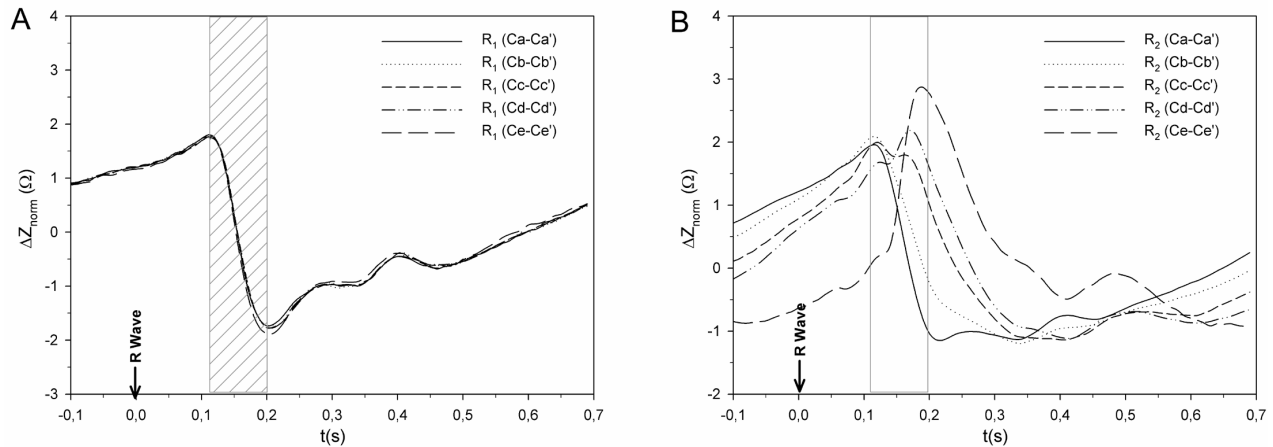 A
4
3
2
1
0
-1
-2
-3
ΔZnorm (Ω)
R1 (Ca-Ca')
R1 (Cb-Cb')
R1 (Cc-Cc')
R1 (Cd-Cd')
R1 (Ce-Ce')
R Wave
-0,1 0,0 0,1 0,2 0,3 0,4 0,5 0,6 0,7
t(s)
B
4
3
2
1
0
-1
-2
ΔZnorm (Ω)
R2 (Ca-Ca')
R2 (Cb-Cb')
R2 (Cc-Cc')
R2 (Cd-Cd')
R2 (Ce-Ce')
R Wave
-0,1 0,0 0,1 0,2 0,3 0,4 0,5 0,6 0,7
t(s)